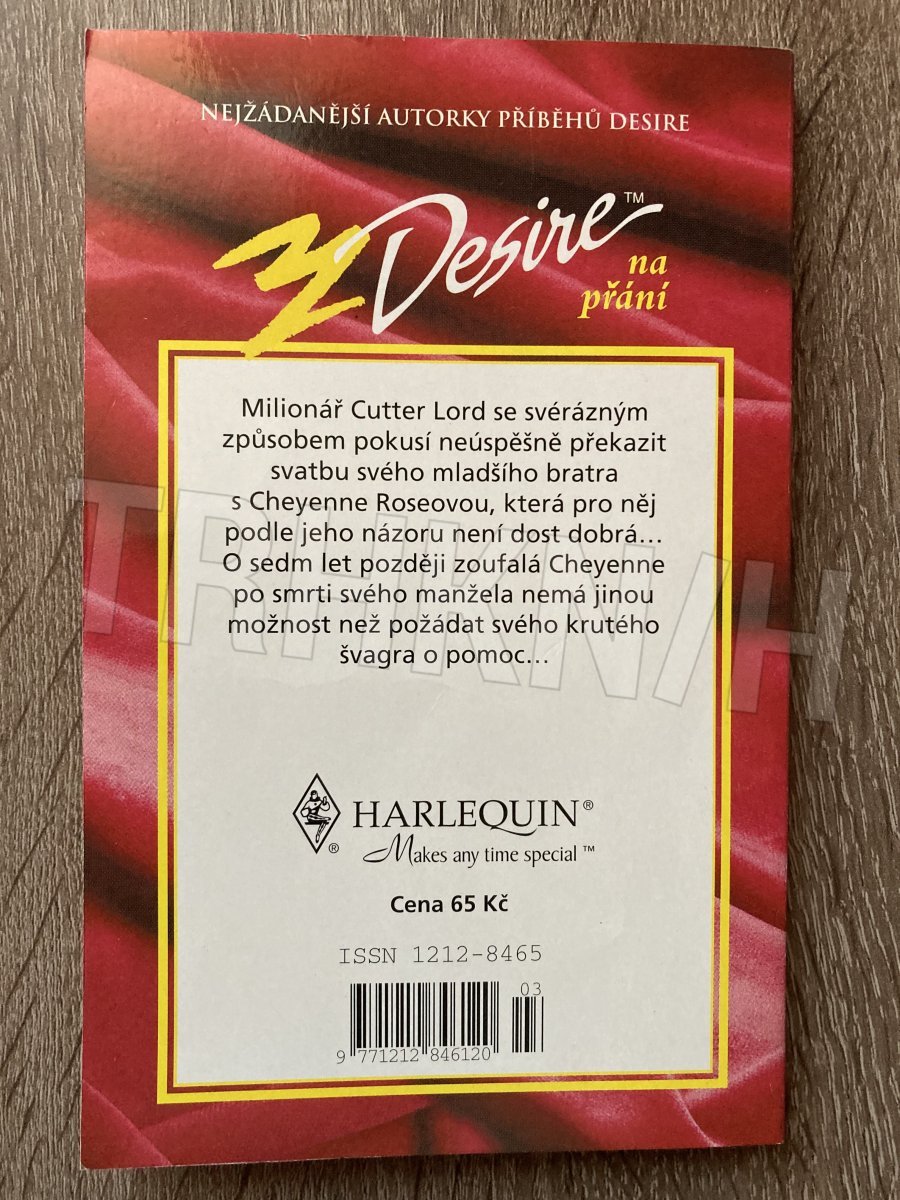 NEJŽÁDANĚJŠÍ AUTORKY PŘÍBĚHŮ DESIRE
Desire™
na
přání
Milionář Cutter Lord se svérázným
způsobem pokusí neúspěšně překazit
svatbu svého mladšího bratra
s Cheyenne Roseovou, která pro něj
podle jeho názoru není dost dobrá...
O sedm let později zoufalá Cheyenne
po smrti svého manžela nemá jinou
možnost než požádat svého krutého
švagra o pomoc...
HARLEQUIN®
®
Makes any time special™
Cena 65 Kč
ISSN 1212-8465
03
9 771212 846120
TRHKNIH